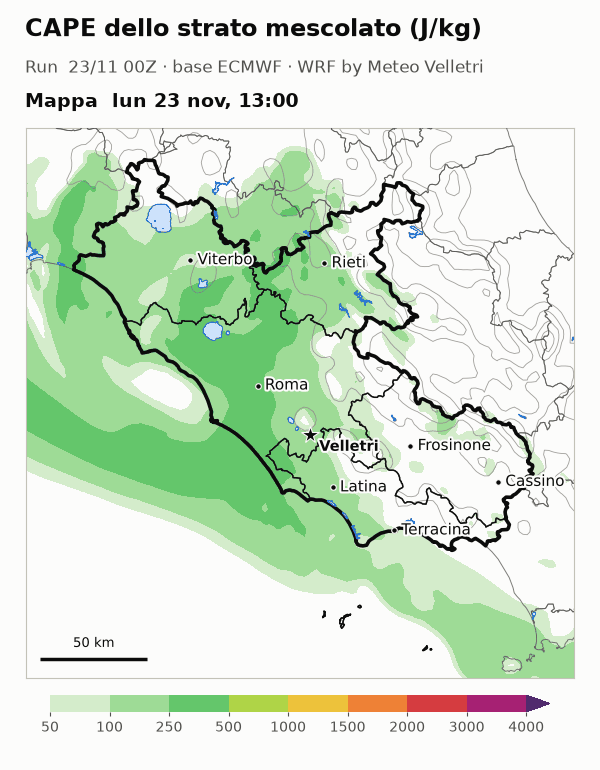 CAPE dello strato mescolato (J/kg)
Run  23/11 00Z · base ECMWF · WRF by Meteo Velletri
Mappa  lun 23 nov, 13:00
Viterbo
Rieti
Roma
Velletri
Frosinone
Latina
Cassino
Terracina
50 km
50 100 250 500 1000 1500 2000 3000 4000